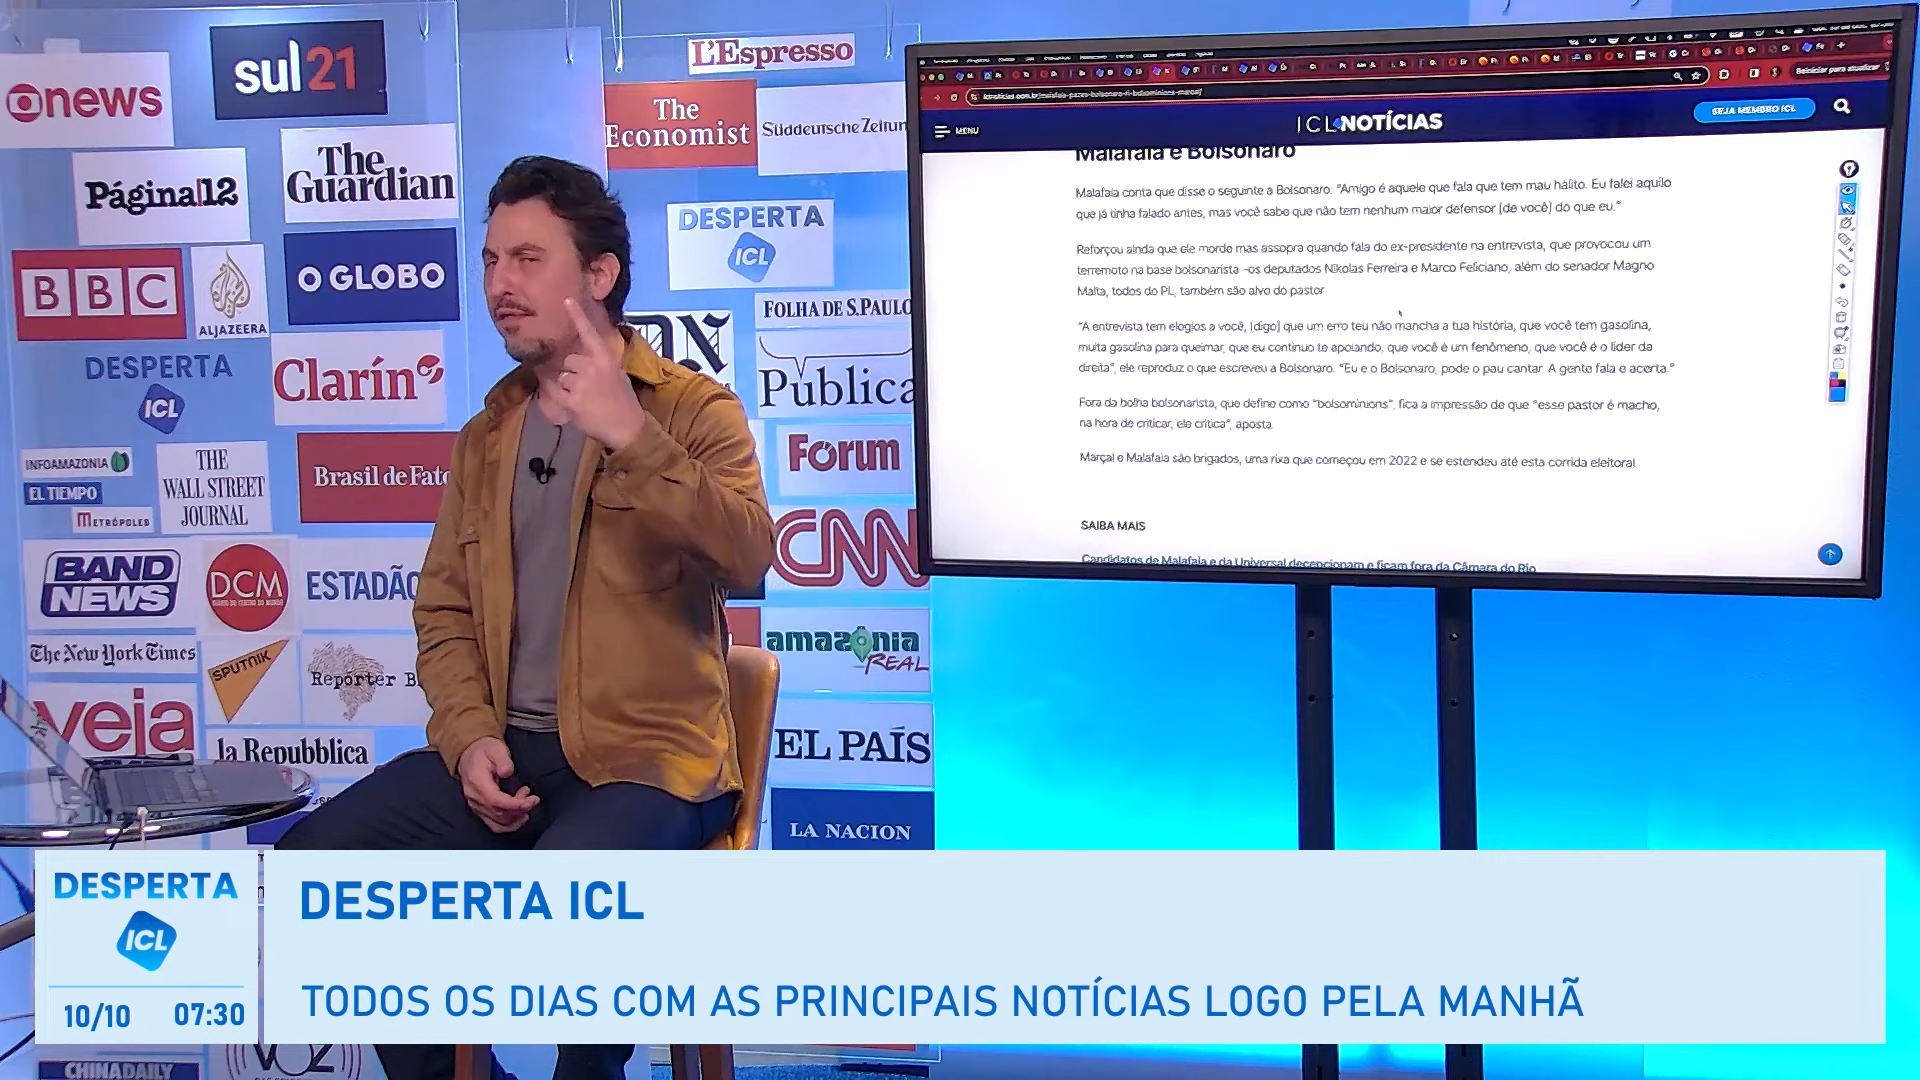 news
sul21
L'Espresso
The
Economist
Süddeutsche Zeitun
Página12
The
Guardian
DESPERTA
ICL
BBC
ALJAZEERA
O GLOBO
FOLHA DE S.PAULO
DESPERTA
ICL
Clarín
Publica
INFOAMAZONIA
EL TIEMPO
METRÓPOLES
THE
WALL STREET
JOURNAL
Brasil de Fato
Forum
CNN
BAND
NEWS
DCM
ESTADÃO
The New York Times
SPUTNIK
Repórter B
amazônia
REAL
veja
la Repubblica
EL PAÍS
LA NACION
VOZ
CHINADAILY
MENU
ICL NOTÍCIAS
SEJA MEMBRO ICL
Malafaia e Bolsonaro
Malafaia conta que disse o seguinte a Bolsonaro: "Amigo é aquele que fala que tem mau hálito. Eu falei aquilo
que já tinha falado antes, mas você sabe que não tem nenhum maior defensor [de você] do que eu."
Reforçou ainda que ele morde mas assopra quando fala do ex-presidente na entrevista, que provocou um
terremoto na base bolsonarista -os deputados Nikolas Ferreira e Marco Feliciano, além do senador Magno
Malta, todos do PL, também são alvo do pastor
"A entrevista tem elogios a você, [digo] que um erro teu não mancha a tua história, que você tem gasolina,
muita gasolina para queimar, que eu continuo te apoiando, que você é um fenômeno, que você é o líder da
direita", ele reproduz o que escreveu a Bolsonaro. "Eu e o Bolsonaro, pode o pau cantar. A gente fala e acerta."
Fora da bolha bolsonarista, que define como "bolsominions", fica a impressão de que "esse pastor é macho,
na hora de criticar, ele critica", aposta.
Marçal e Malafaia são brigados, uma rixa que começou em 2022 e se estendeu até esta corrida eleitoral
SAIBA MAIS
Candidatos de Malafaia e da Universal decepcionam e ficam fora da Câmara do Rio
DESPERTA
ICL
10/10 07:30
DESPERTA ICL
TODOS OS DIAS COM AS PRINCIPAIS NOTÍCIAS LOGO PELA MANHÃ